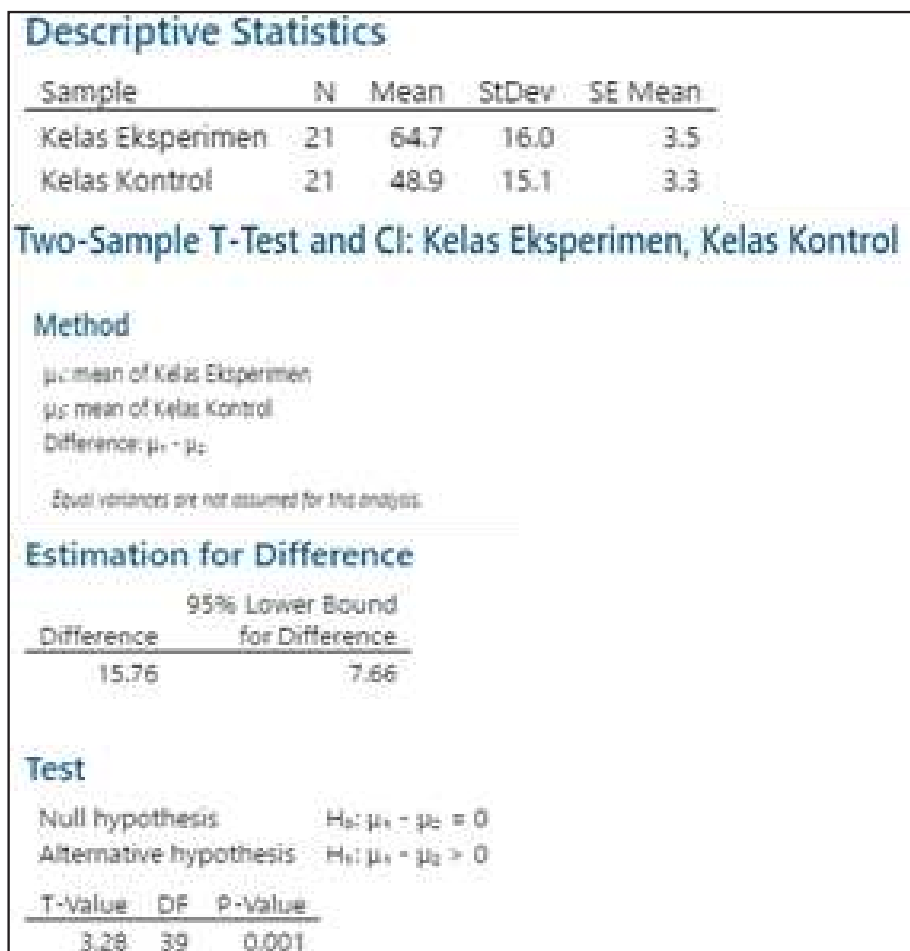 Descriptive Statistics
Sample N Mean StDev SE Mean
Kelas Eksperimen 21 64.7 16.0 3.5
Kelas Kontrol 21 48.9 15.1 3.3
Two-Sample T-Test and CI: Kelas Eksperimen, Kelas Kontrol
Method
μ₁: mean of Kelas Eksperimen
μ₂: mean of Kelas Kontrol
Difference: μ₁ - μ₂
Equal variances are not assumed for this analysis.
Estimation for Difference
95% Lower Bound
Difference for Difference
15.76 7.66
Test
Null hypothesis H₀: μ₁ - μ₂ = 0
Alternative hypothesis H₁: μ₁ - μ₂ > 0
T-Value DF P-Value
3.28 39 0.001